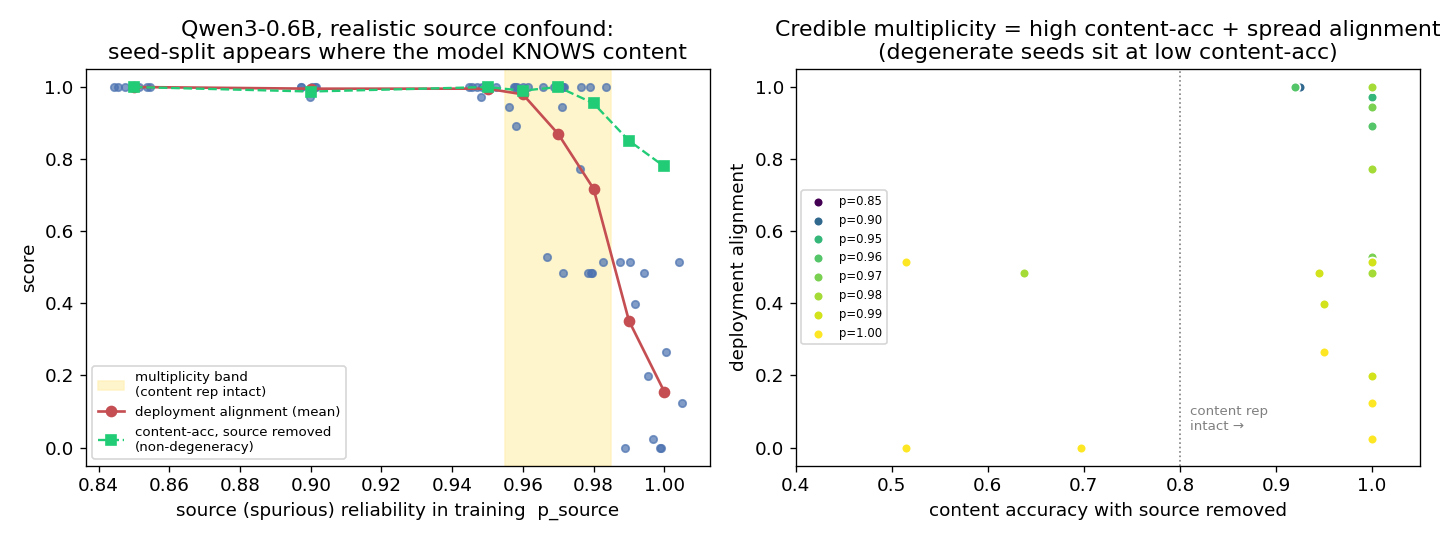 Qwen3-0.6B, realistic source confound:
seed-split appears where the model KNOWS content
score
1.0
0.8
0.6
0.4
0.2
0.0
multiplicity band
(content rep intact)
deployment alignment (mean)
content-acc, source removed
(non-degeneracy)
0.84 0.86 0.88 0.90 0.92 0.94 0.96 0.98 1.00
source (spurious) reliability in training p_source
Credible multiplicity = high content-acc + spread alignment
(degenerate seeds sit at low content-acc)
deployment alignment
1.0
0.8
0.6
0.4
0.2
0.0
p=0.85
p=0.90
p=0.95
p=0.96
p=0.97
p=0.98
p=0.99
p=1.00
content rep
intact →
0.4 0.5 0.6 0.7 0.8 0.9 1.0
content accuracy with source removed